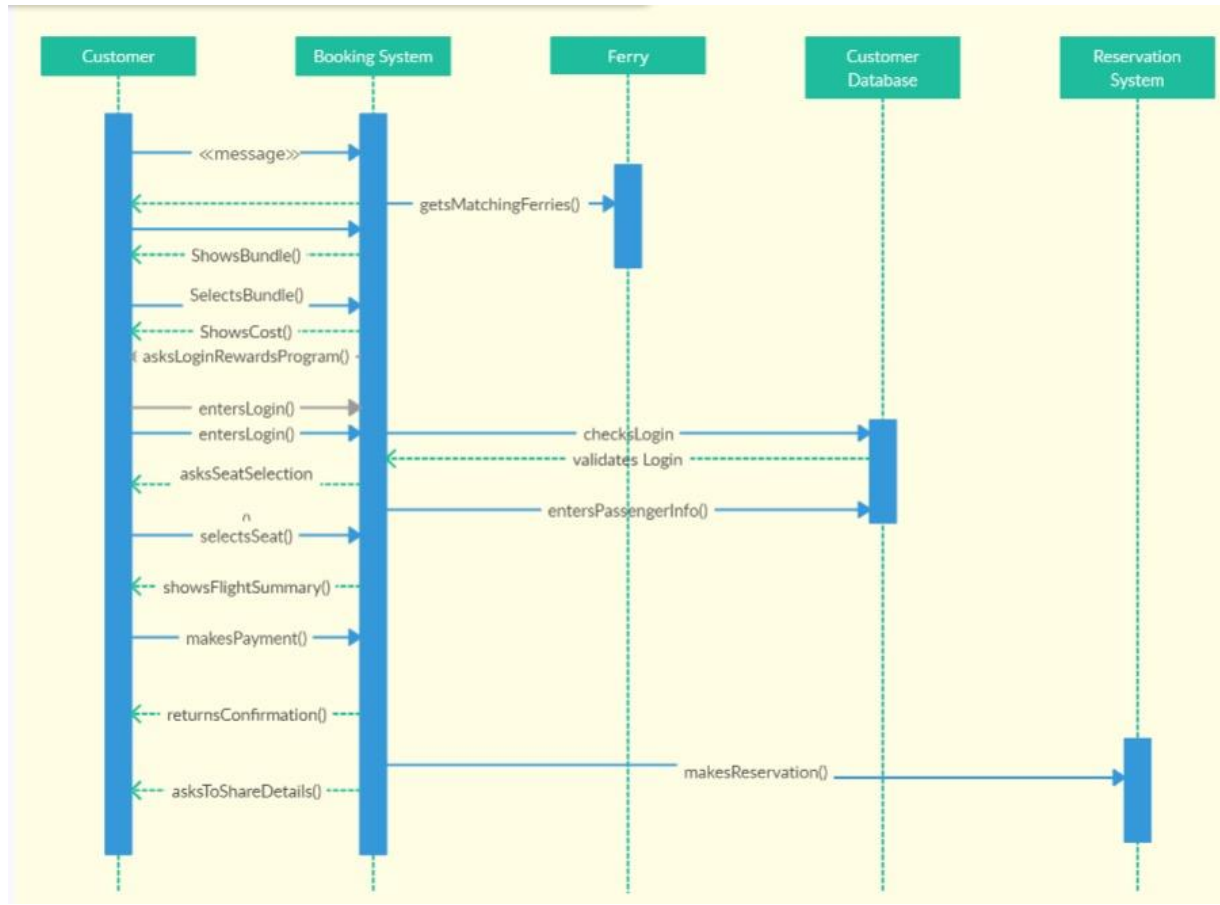 Customer
Booking System
Ferry
Customer
Database
Reservation
System
≪message≫
getsMatchingFerries()
ShowsBundle()
SelectsBundle()
ShowsCost()
asksLoginRewardsProgram()
entersLogin()
entersLogin()
checksLogin
validates Login
asksSeatSelection
()
entersPassengerInfo()
selectsSeat()
showsFlightSummary()
makesPayment()
returnsConfirmation()
makesReservation()
asksToShareDetails()